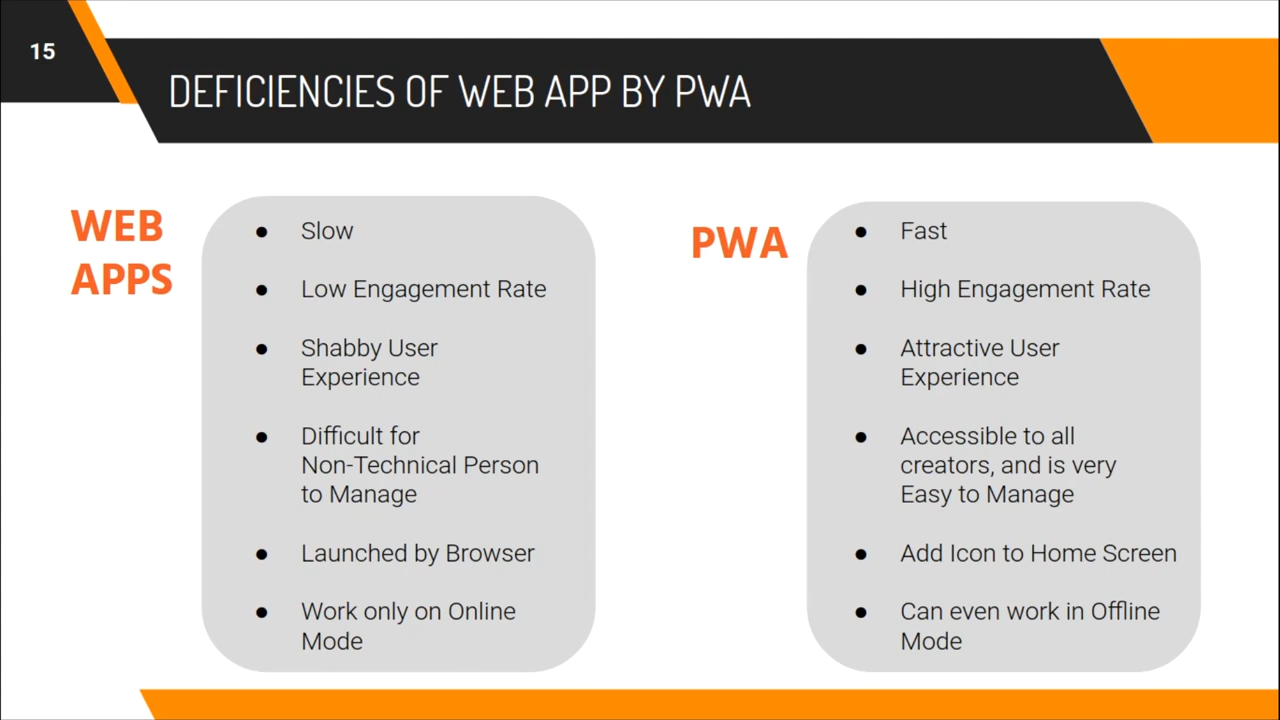 15
DEFICIENCIES OF WEB APP BY PWA
WEB
APPS
● Slow
● Low Engagement Rate
● Shabby User
Experience
● Difficult for
Non-Technical Person
to Manage
● Launched by Browser
● Work only on Online
Mode
PWA
● Fast
● High Engagement Rate
● Attractive User
Experience
● Accessible to all
creators, and is very
Easy to Manage
● Add Icon to Home Screen
● Can even work in Offline
Mode